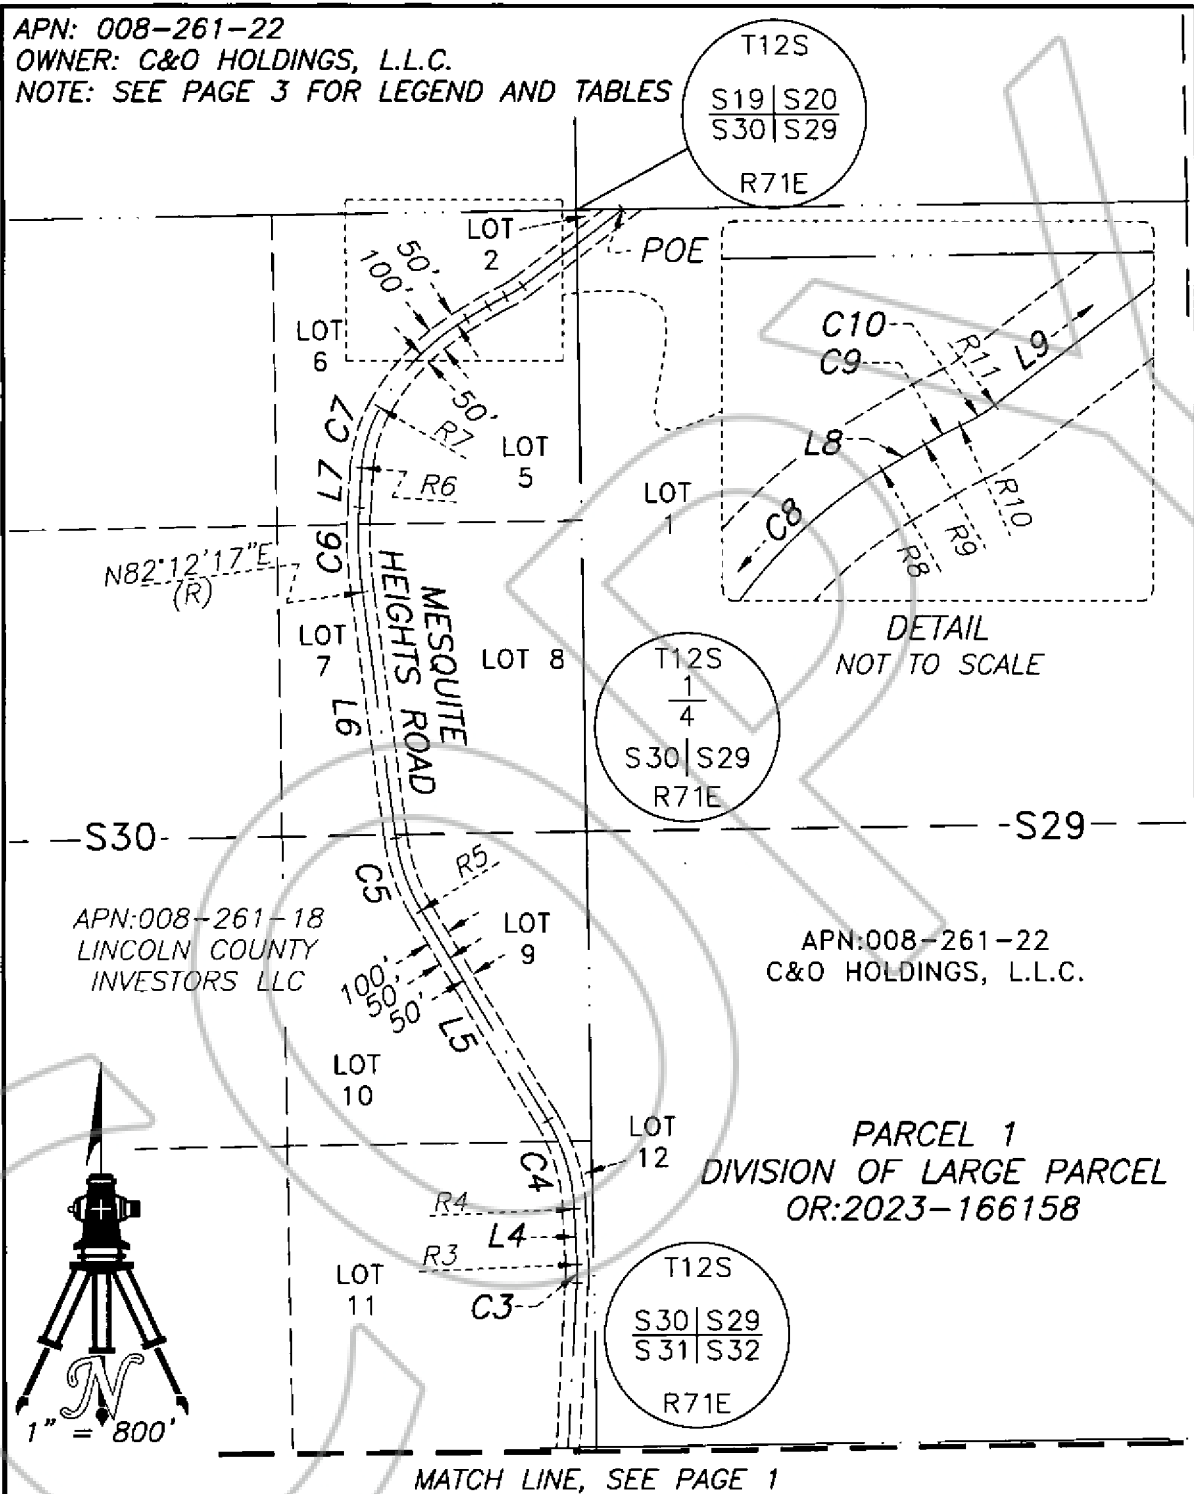 APN: 008-261-22
OWNER: C&O HOLDINGS, L.L.C.
NOTE: SEE PAGE 3 FOR LEGEND AND TABLES
T12S
S19|S20
S30|S29
R71E
LOT
2
POE
50'
100'
LOT
6
50'
C7
R7
LOT
5
L7
R6
LOT
1
C10
R11
C9
L9
L8
C8
R10
R9
R8
DETAIL
NOT TO SCALE
N82°12'17"E
(R)
C6
MESQUITE
HEIGHTS ROAD
LOT
7
LOT 8
L6
T12S
1
4
S30|S29
R71E
S30
S29
C5
R5
APN:008-261-18
LINCOLN COUNTY
INVESTORS LLC
LOT
9
100'
50'
50'
L5
APN:008-261-22
C&O HOLDINGS, L.L.C.
LOT
10
LOT
12
PARCEL 1
DIVISION OF LARGE PARCEL
OR:2023-166158
C4
R4
L4
R3
LOT
11
C3
T12S
S30|S29
S31|S32
R71E
N
1" = 800'
MATCH LINE, SEE PAGE 1
COPY